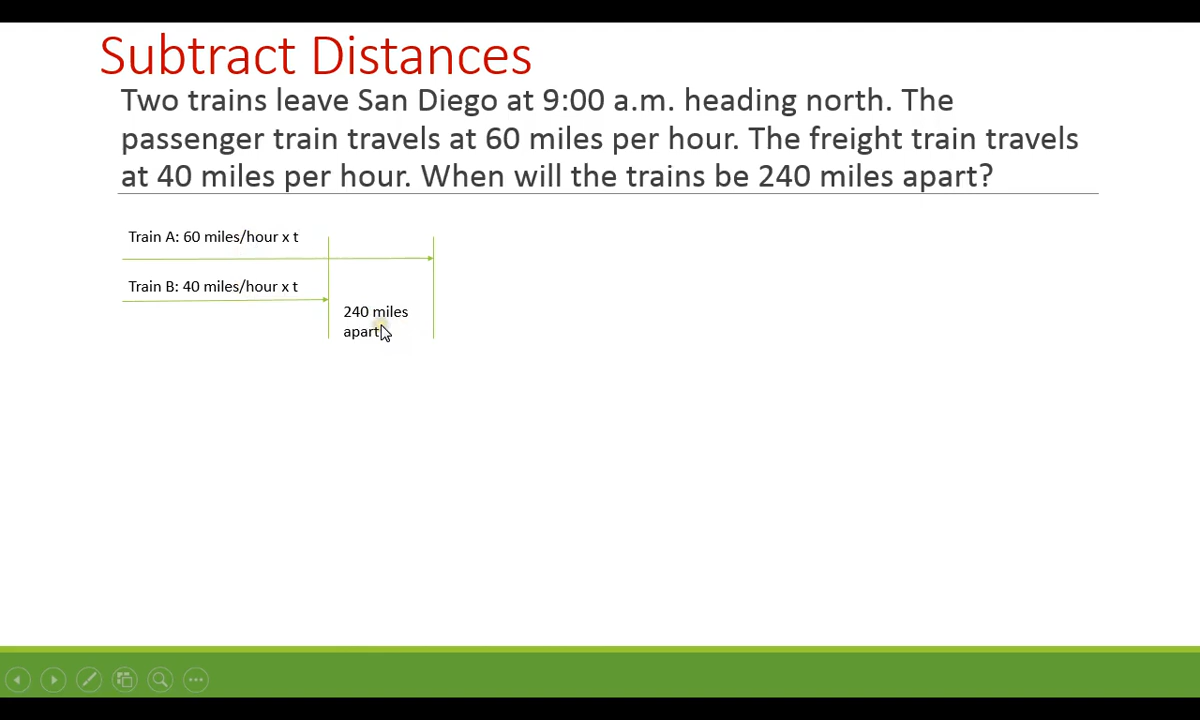 Subtract Distances
Two trains leave San Diego at 9:00 a.m. heading north. The
passenger train travels at 60 miles per hour. The freight train travels
at 40 miles per hour. When will the trains be 240 miles apart?
Train A: 60 miles/hour x t
Train B: 40 miles/hour x t
240 miles
apart